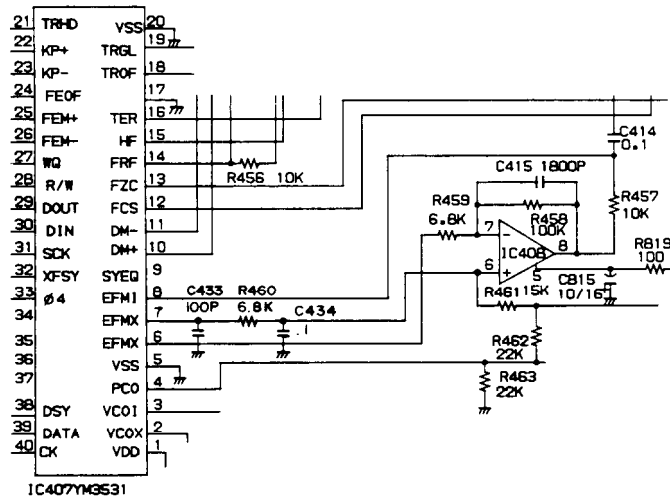 21 TRHD VSS 20
22 KP+ TRGL 19
23 KP- TROF 18
24 FEOF 17
25 FEM+ TER 16
26 FEM- HF 15
27 WQ FRF 14
28 R/W FZC 13
29 DOUT FCS 12
30 DIN DM- 11
31 SCK DM+ 10
32 XFSY SYEQ 9
33 Ø4 EFMI 8
34 EFMX 7
35 EFMX 6
36 VSS 5
37 PCO 4
38 DSY VCOI 3
39 DATA VCOX 2
40 CK VDD 1
IC407YM3531
R456 10K
C433
100P
R460
6.8K
C434
.1
C414
0.1
C415 1800P
R459
6.8K
R458
100K
R457
10K
7 -
IC408 8
6 +
5
R461 15K
C815
10/16
R819
100
R462
22K
R463
22K